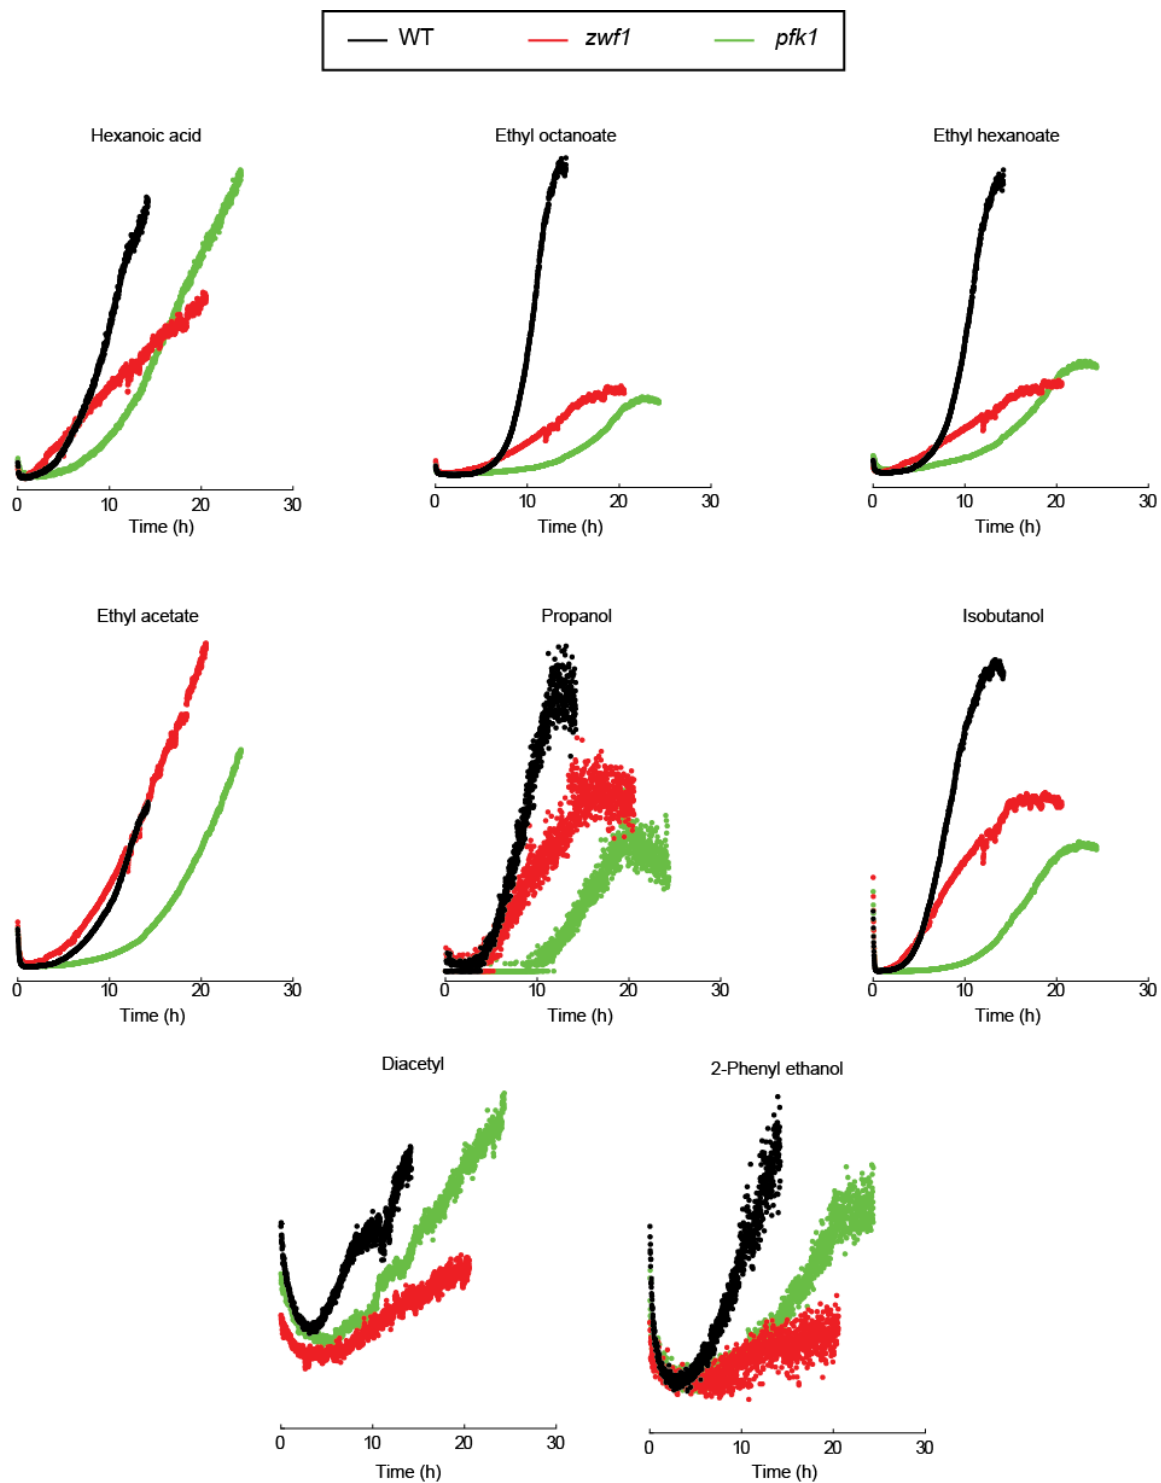 WT zwf1 pfk1
Hexanoic acid
0 10 20 30
Time (h)
Ethyl octanoate
0 10 20 30
Time (h)
Ethyl hexanoate
0 10 20 30
Time (h)
Ethyl acetate
0 10 20 30
Time (h)
Propanol
0 10 20 30
Time (h)
Isobutanol
0 10 20 30
Time (h)
Diacetyl
0 10 20 30
Time (h)
2-Phenyl ethanol
0 10 20 30
Time (h)